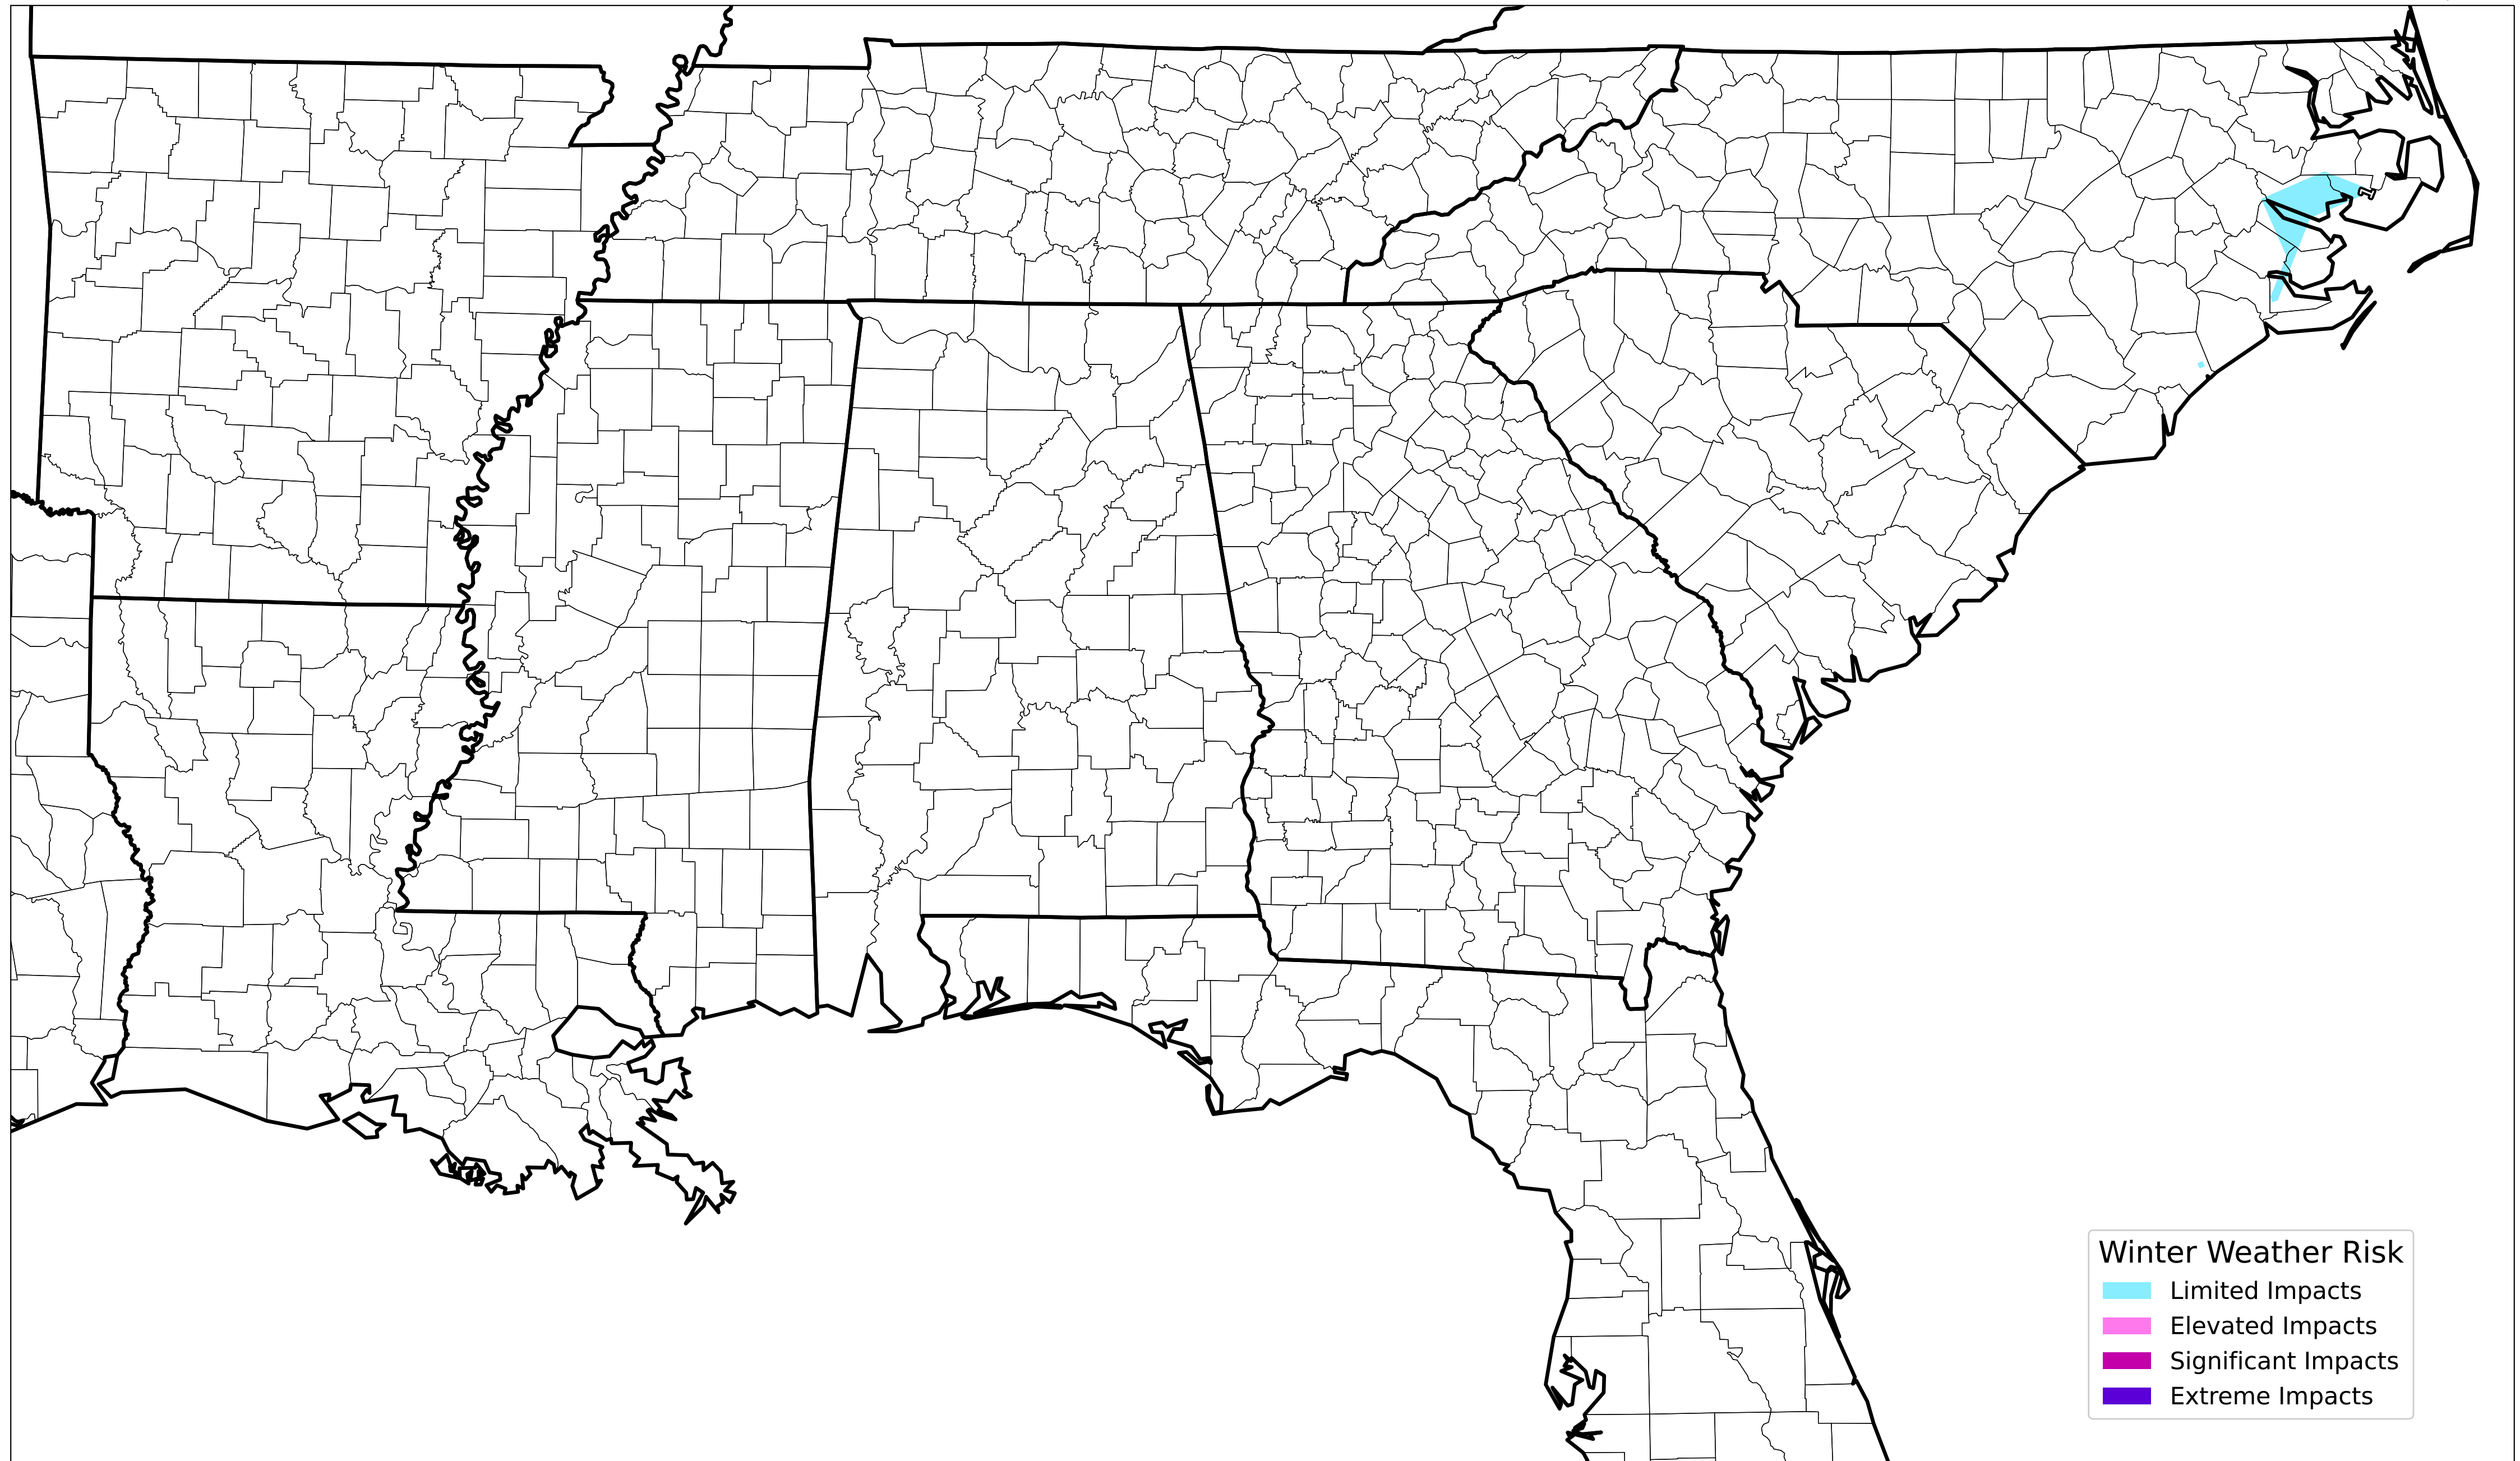 Winter Weather Risk
Limited Impacts
Elevated Impacts
Significant Impacts
Extreme Impacts